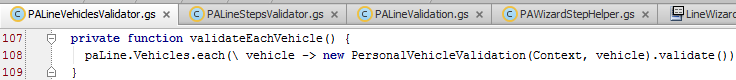 PALineVehiclesValidator.gs PALineStepsValidator.gs PALineValidation.gs PAWizardStepHelper.gs LineWizar
107 private function validateEachVehicle() {
108 paLine.Vehicles.each(\ vehicle -> new PersonalVehicleValidation(Context, vehicle).validate())
109 }